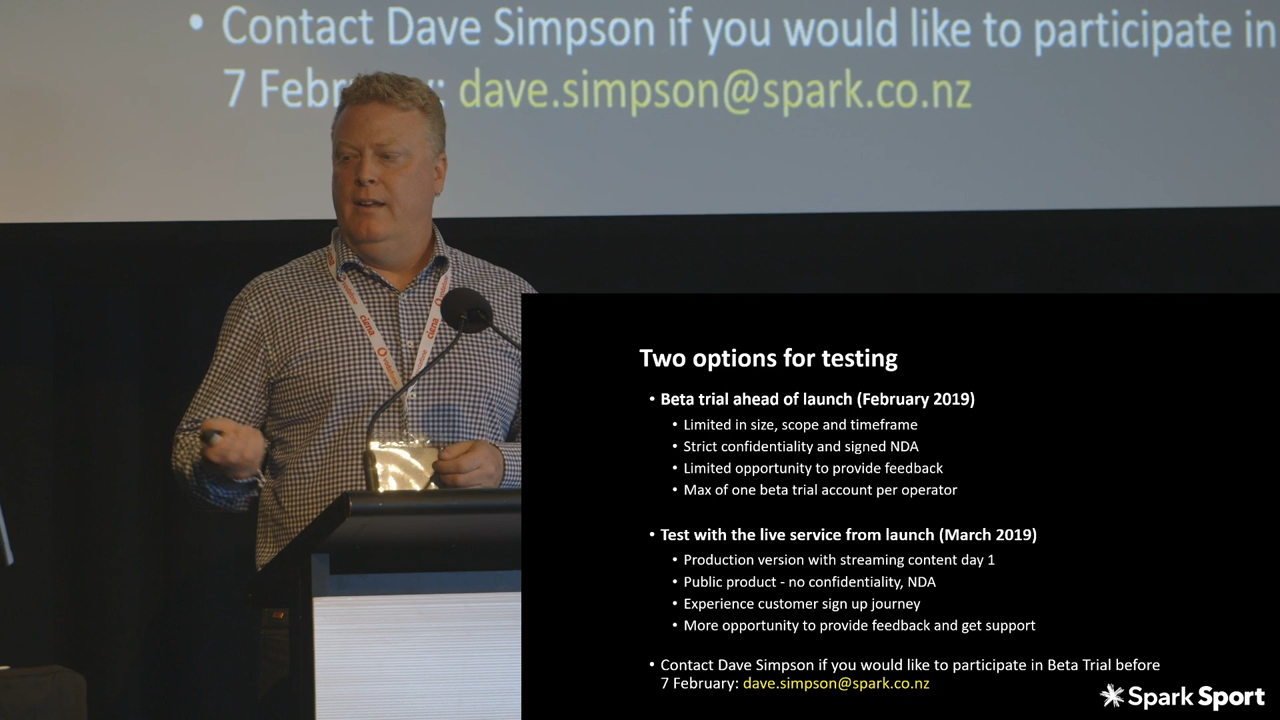 • Contact Dave Simpson if you would like to participate in
7 February: dave.simpson@spark.co.nz
ciena
ciena
vodafone
Two options for testing
• Beta trial ahead of launch (February 2019)
• Limited in size, scope and timeframe
• Strict confidentiality and signed NDA
• Limited opportunity to provide feedback
• Max of one beta trial account per operator
• Test with the live service from launch (March 2019)
• Production version with streaming content day 1
• Public product - no confidentiality, NDA
• Experience customer sign up journey
• More opportunity to provide feedback and get support
• Contact Dave Simpson if you would like to participate in Beta Trial before
7 February: dave.simpson@spark.co.nz
Spark Sport